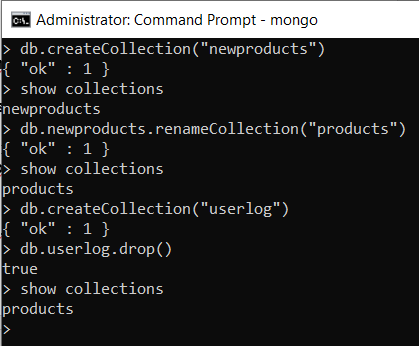 Administrator: Command Prompt - mongo
> db.createCollection("newproducts")
{ "ok" : 1 }
> show collections
newproducts
> db.newproducts.renameCollection("products")
{ "ok" : 1 }
> show collections
products
> db.createCollection("userlog")
{ "ok" : 1 }
> db.userlog.drop()
true
> show collections
products
>